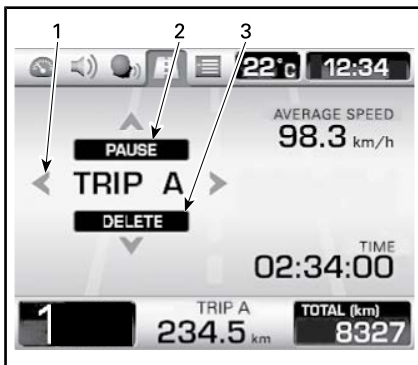 1 2 3
22°c 12:34
AVERAGE SPEED
98.3 km/h
PAUSE
TRIP A
DELETE
TIME
02:34:00
1
TRIP A
234.5 km
TOTAL (km)
8327